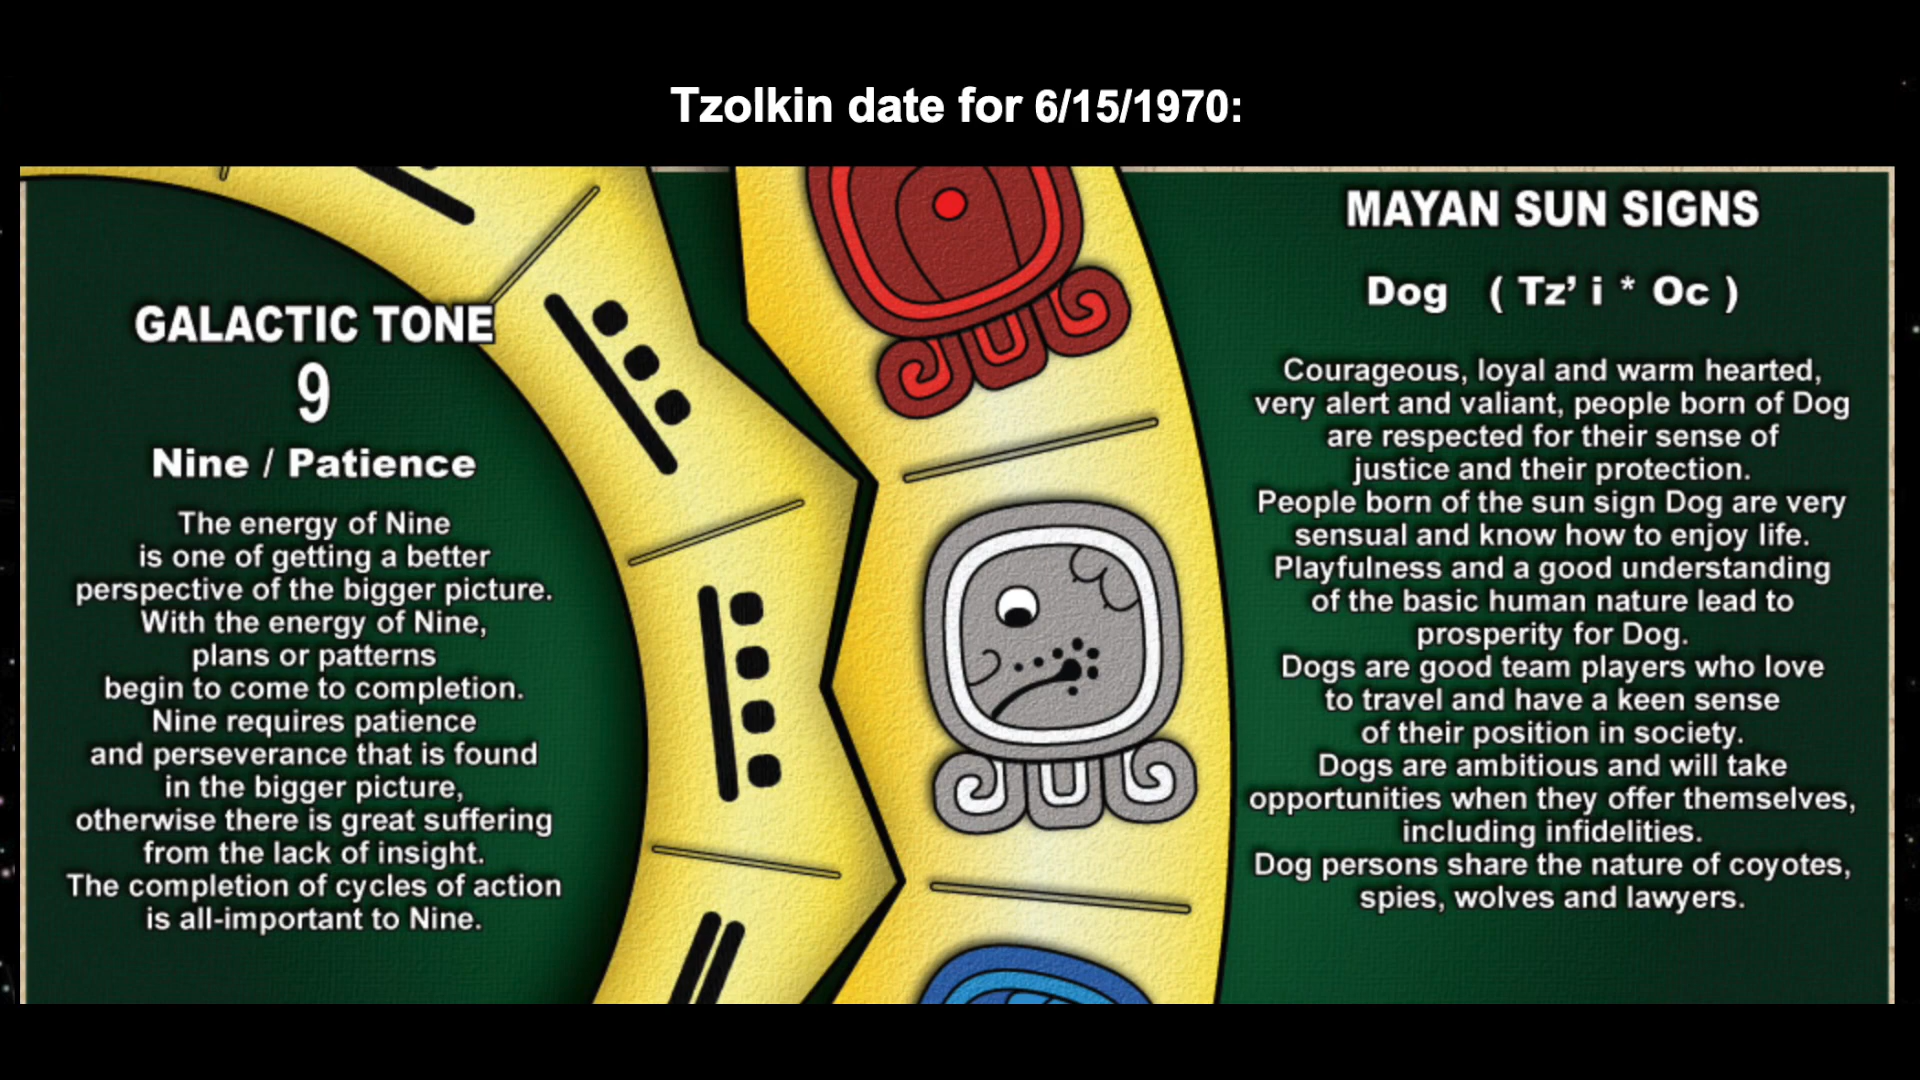 Tzolkin date for 6/15/1970:
GALACTIC TONE
9
Nine / Patience
The energy of Nine
is one of getting a better
perspective of the bigger picture.
With the energy of Nine,
plans or patterns
begin to come to completion.
Nine requires patience
and perseverance that is found
in the bigger picture,
otherwise there is great suffering
from the lack of insight.
The completion of cycles of action
is all-important to Nine.
MAYAN SUN SIGNS
Dog ( Tz’ i * Oc )
Courageous, loyal and warm hearted,
very alert and valiant, people born of Dog
are respected for their sense of
justice and their protection.
People born of the sun sign Dog are very
sensual and know how to enjoy life.
Playfulness and a good understanding
of the basic human nature lead to
prosperity for Dog.
Dogs are good team players who love
to travel and have a keen sense
of their position in society.
Dogs are ambitious and will take
opportunities when they offer themselves,
including infidelities.
Dog persons share the nature of coyotes,
spies, wolves and lawyers.